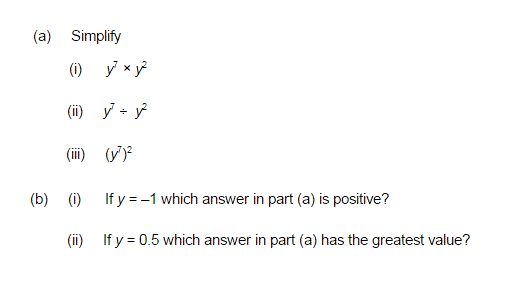 (a) Simplify
(i) y⁷ × y²
(ii) y⁷ ÷ y²
(iii) (y⁷)²
(b) (i) If y = –1 which answer in part (a) is positive?
(ii) If y = 0.5 which answer in part (a) has the greatest value?